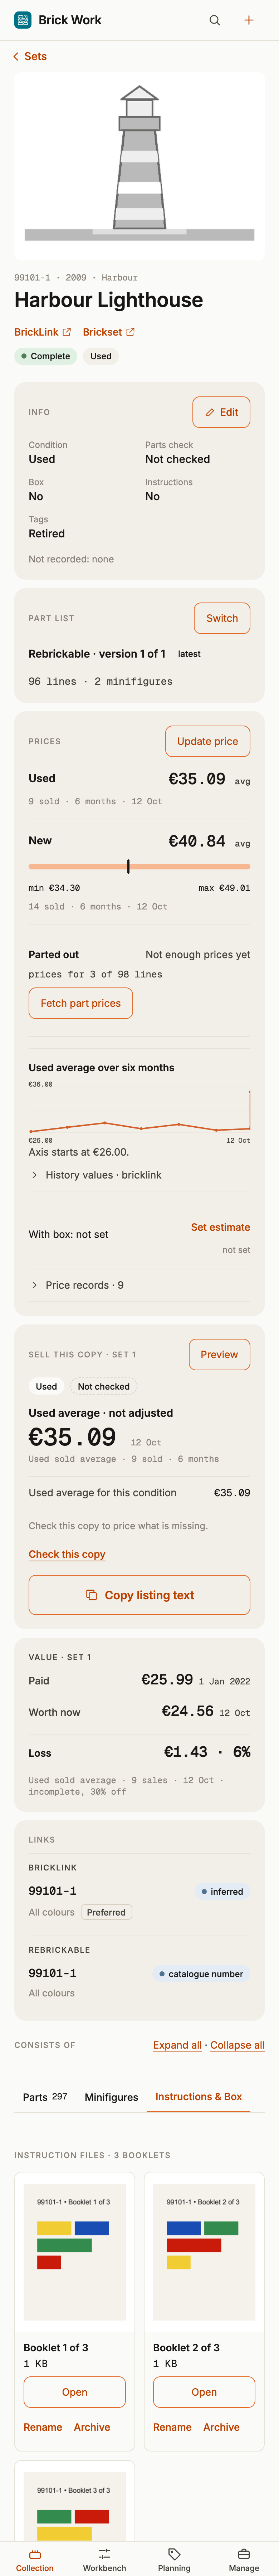 Brick Work
Sets
99101-1 · 2009 · Harbour
Harbour Lighthouse
BrickLink Brickset
Complete Used
INFO Edit
Condition Parts check
Used Not checked
Box Instructions
No No
Tags
Retired
Not recorded: none
PART LIST Switch
Rebrickable · version 1 of 1 latest
96 lines · 2 minifigures
PRICES Update price
Used €35.09 avg
9 sold · 6 months · 12 Oct
New €40.84 avg
min €34.30 max €49.01
14 sold · 6 months · 12 Oct
Parted out Not enough prices yet
prices for 3 of 98 lines
Fetch part prices
Used average over six months
€36.00
€26.00 12 Oct
Axis starts at €26.00.
History values · bricklink
With box: not set Set estimate
not set
Price records · 9
SELL THIS COPY · SET 1 Preview
Used Not checked
Used average · not adjusted
€35.09 12 Oct
Used sold average · 9 sold · 6 months
Used average for this condition €35.09
Check this copy to price what is missing.
Check this copy
Copy listing text
VALUE · SET 1
Paid €25.99 1 Jan 2022
Worth now €24.56 12 Oct
Loss €1.43 · 6%
Used sold average · 9 sales · 12 Oct ·
incomplete, 30% off
LINKS
BRICKLINK
99101-1 inferred
All colours Preferred
REBRICKABLE
99101-1 catalogue number
All colours
CONSISTS OF Expand all · Collapse all
Parts 297 Minifigures Instructions & Box
INSTRUCTION FILES · 3 BOOKLETS
99101-1 • Booklet 1 of 3
Booklet 1 of 3
1 KB
Open
Rename Archive
99101-1 • Booklet 2 of 3
Booklet 2 of 3
1 KB
Open
Rename Archive
99101-1 • Booklet 3 of 3
Collection Workbench Planning Manage